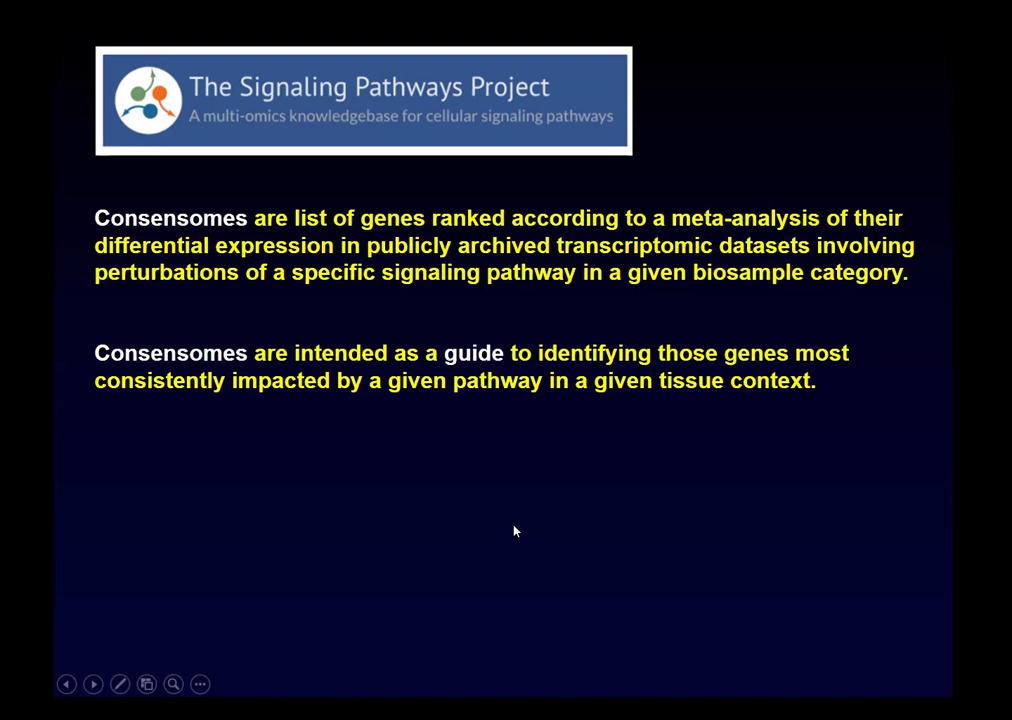 The Signaling Pathways Project
A multi-omics knowledgebase for cellular signaling pathways
Consensomes are list of genes ranked according to a meta-analysis of their
differential expression in publicly archived transcriptomic datasets involving
perturbations of a specific signaling pathway in a given biosample category.
Consensomes are intended as a guide to identifying those genes most
consistently impacted by a given pathway in a given tissue context.